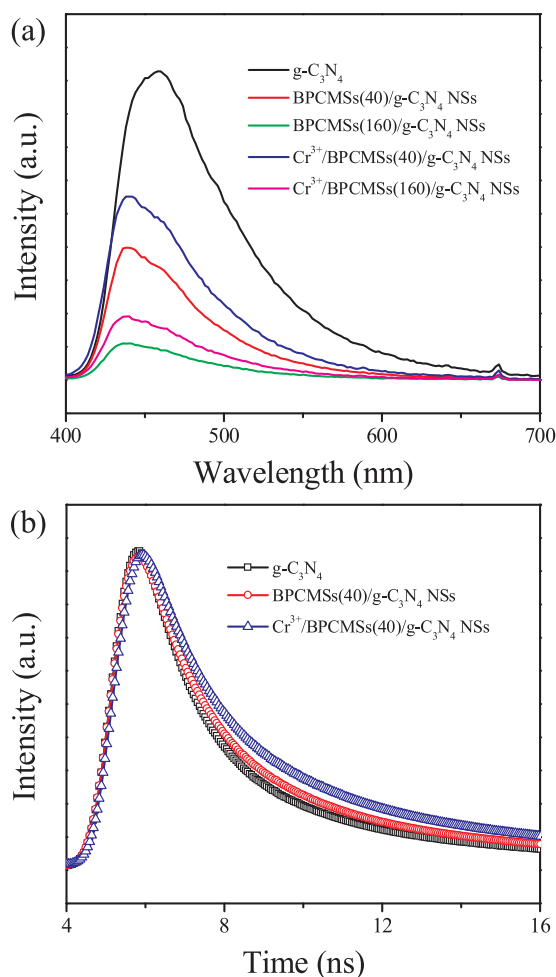 (a)
Intensity (a.u.)
g-C₃N₄
BPCMSs(40)/g-C₃N₄ NSs
BPCMSs(160)/g-C₃N₄ NSs
Cr³⁺/BPCMSs(40)/g-C₃N₄ NSs
Cr³⁺/BPCMSs(160)/g-C₃N₄ NSs
400 500 600 700
Wavelength (nm)
(b)
Intensity (a.u.)
g-C₃N₄
BPCMSs(40)/g-C₃N₄ NSs
Cr³⁺/BPCMSs(40)/g-C₃N₄ NSs
4 8 12 16
Time (ns)